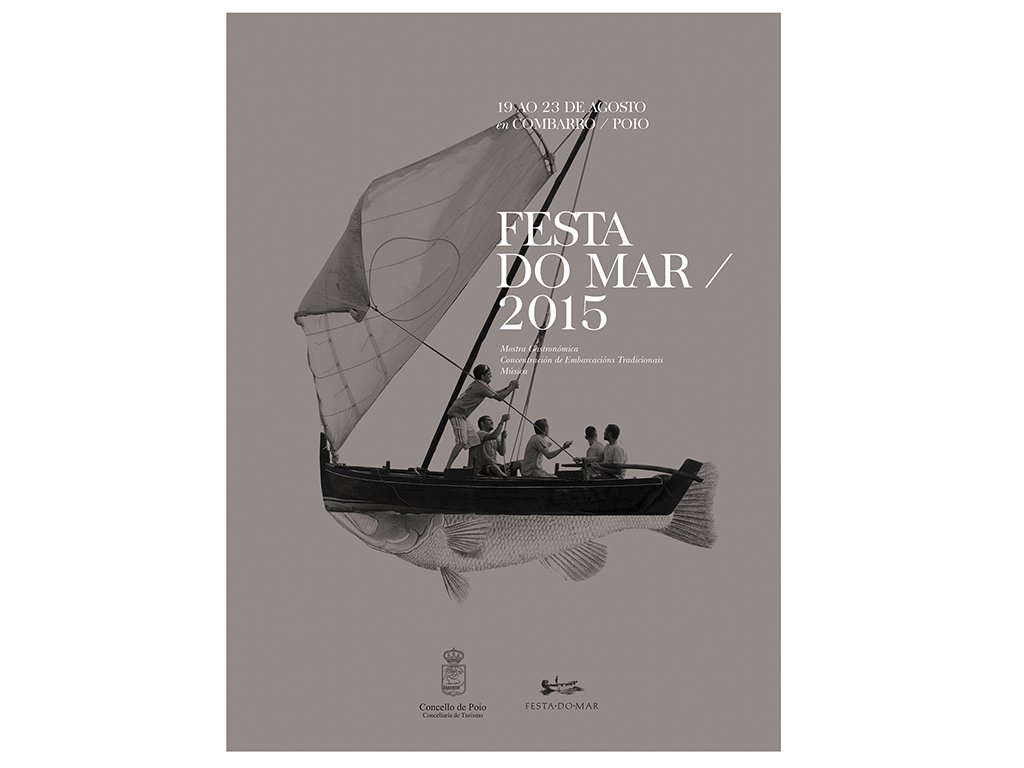 19 AO 23 DE AGOSTO
en COMBARRO / POIO
FESTA
DO MAR /
2015
Mostra Gastronómica
Concentración de Embarcacións Tradicionais
Música
Concello de Poio
Concellaría de Turismo
FESTA·DO·MAR